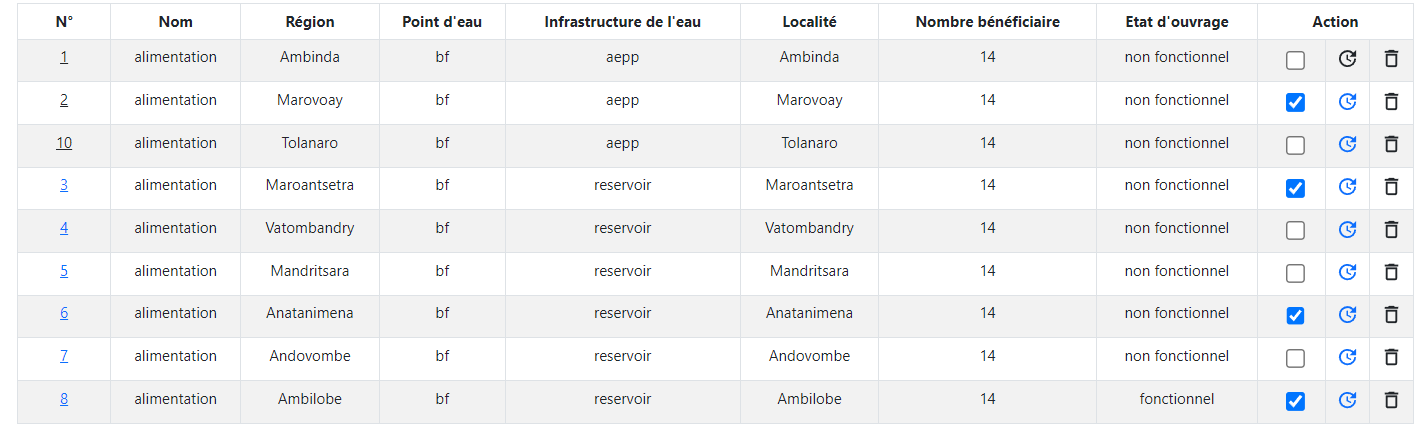 N° Nom Région Point d'eau Infrastructure de l'eau Localité Nombre bénéficiaire Etat d'ouvrage Action
1 alimentation Ambinda bf aepp Ambinda 14 non fonctionnel
2 alimentation Marovoay bf aepp Marovoay 14 non fonctionnel
10 alimentation Tolanaro bf aepp Tolanaro 14 non fonctionnel
3 alimentation Maroantsetra bf reservoir Maroantsetra 14 non fonctionnel
4 alimentation Vatombandry bf reservoir Vatombandry 14 non fonctionnel
5 alimentation Mandritsara bf reservoir Mandritsara 14 non fonctionnel
6 alimentation Anatanimena bf reservoir Anatanimena 14 non fonctionnel
7 alimentation Andovombe bf reservoir Andovombe 14 non fonctionnel
8 alimentation Ambilobe bf reservoir Ambilobe 14 fonctionnel